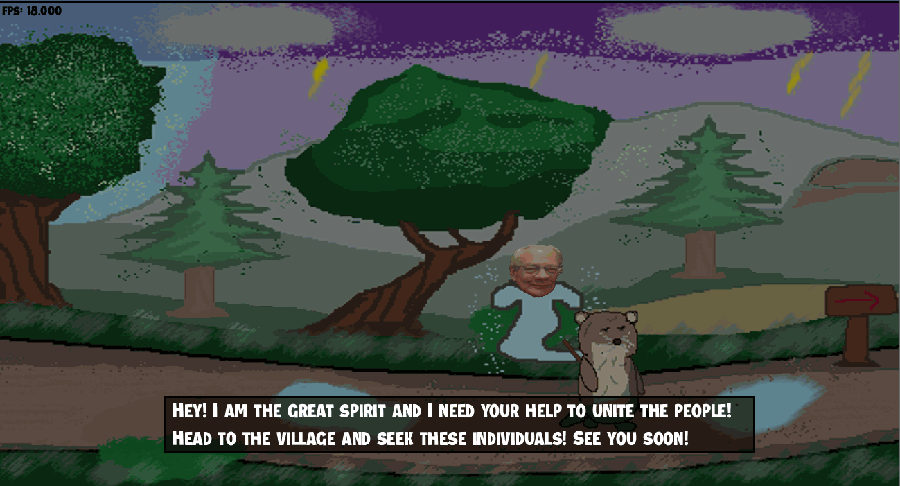 FPS: 18.000
HEY! I AM THE GREAT SPIRIT AND I NEED YOUR HELP TO UNITE THE PEOPLE!
HEAD TO THE VILLAGE AND SEEK THESE INDIVIDUALS! SEE YOU SOON!